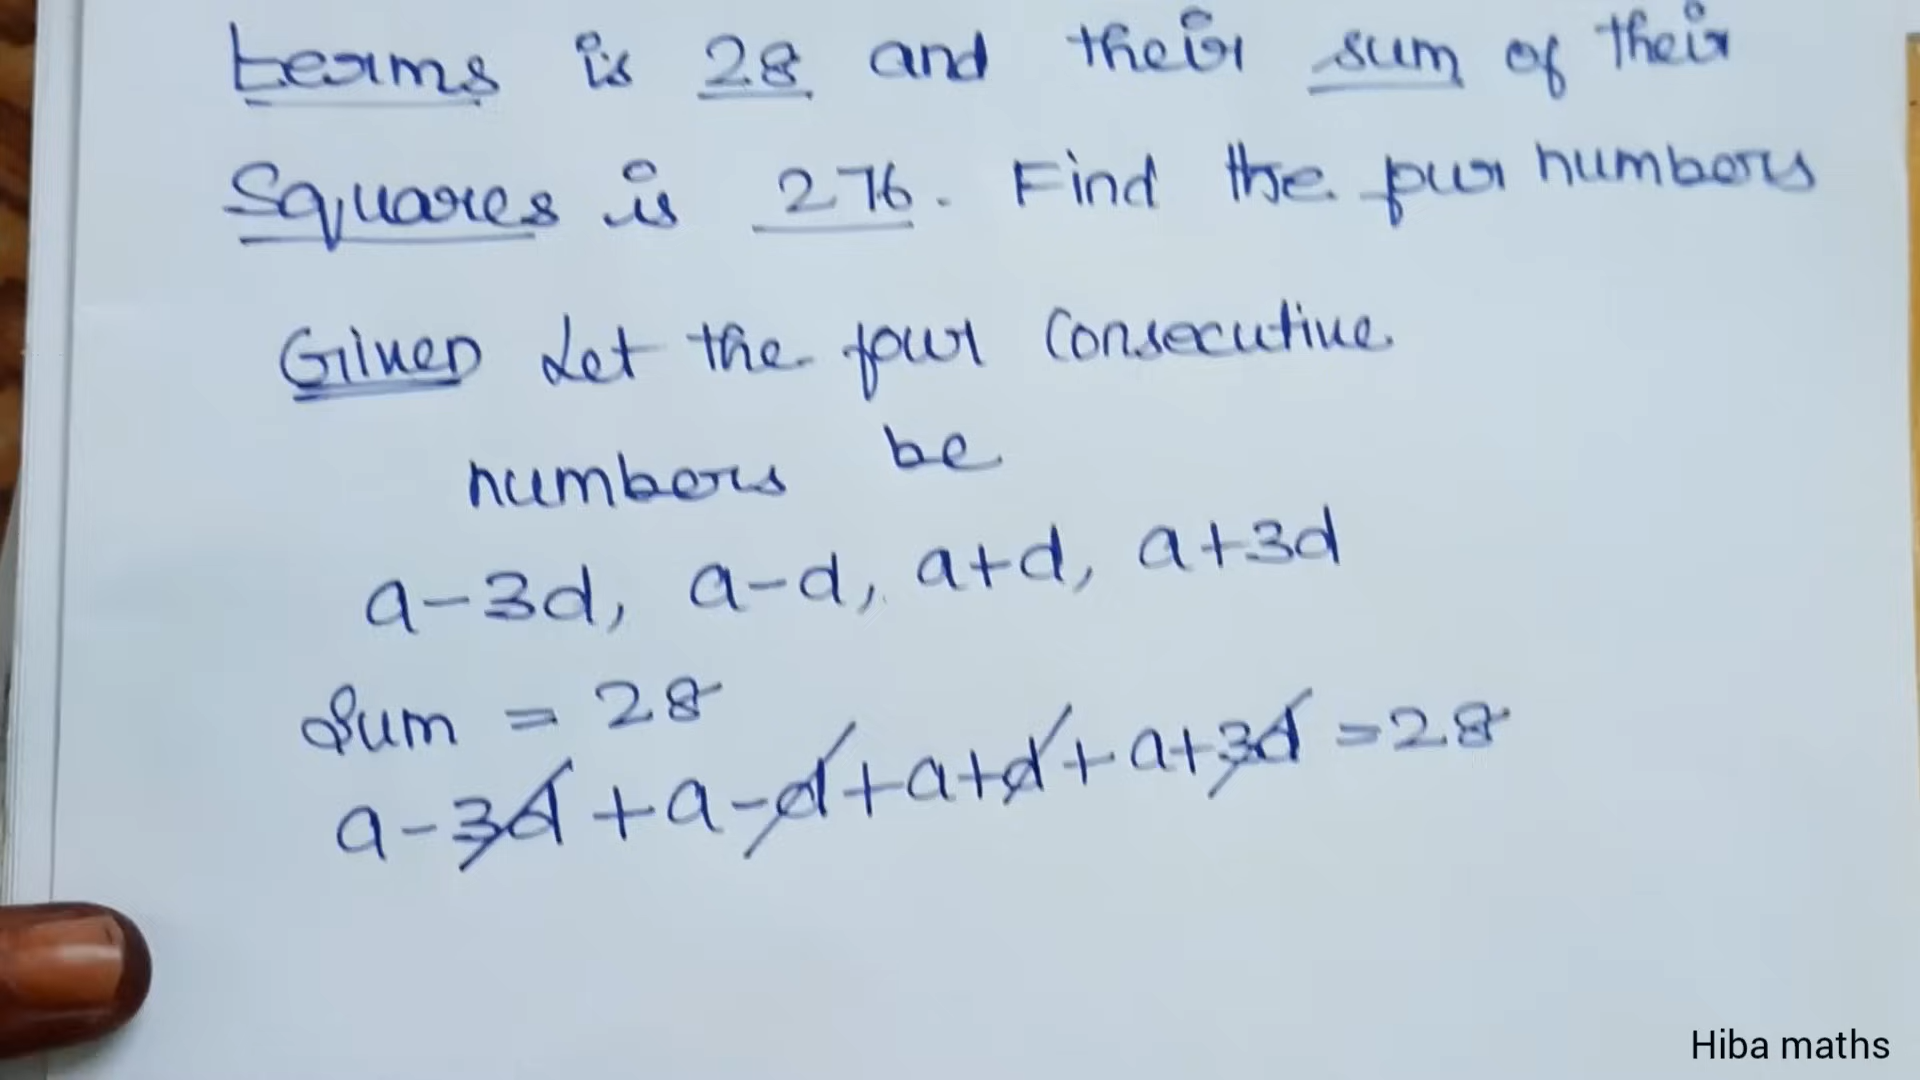 terms is 28 and their sum of their
Squares is 276. Find the four numbers
Given Let the four Consecutive
numbers be
a-3d, a-d, a+d, a+3d
Sum = 28
a-3d+a-d+a+d+a+3d=28
Hiba maths